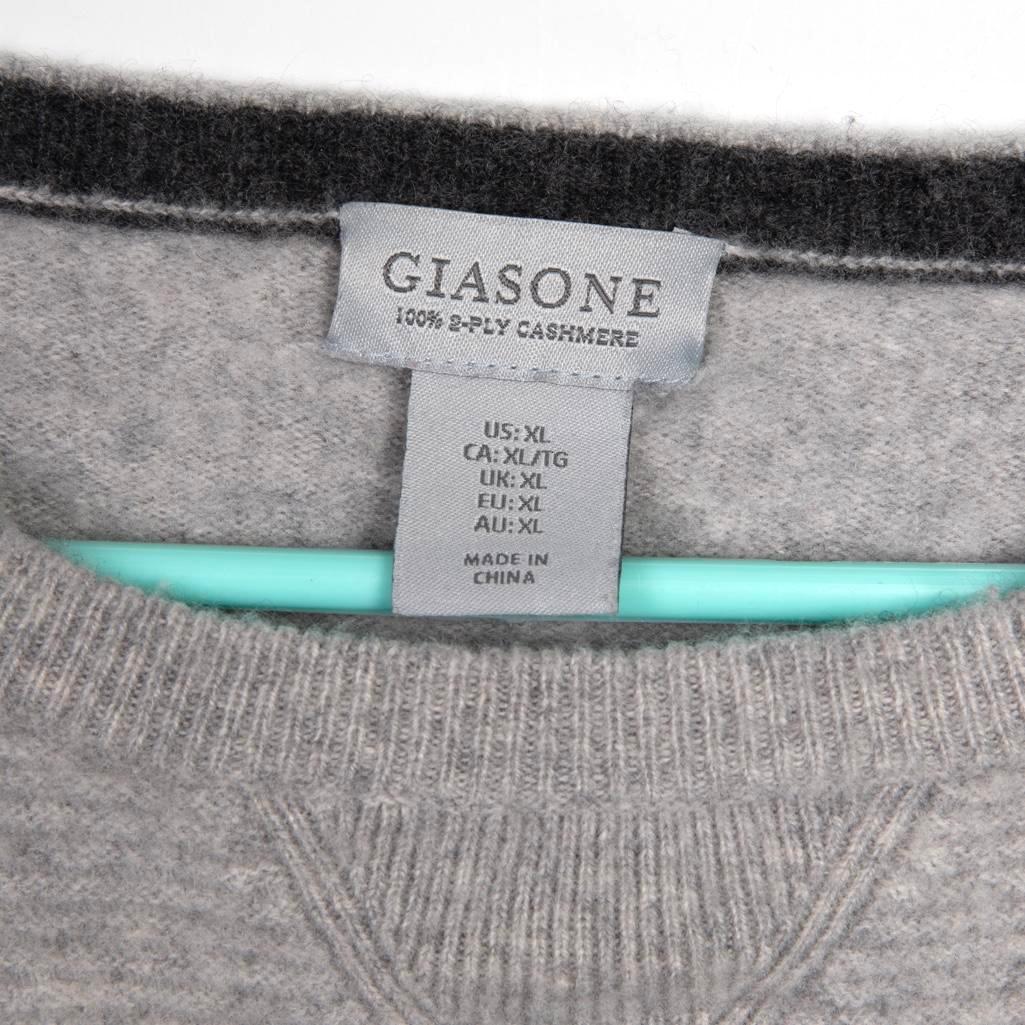 GIASONE
100% 2-PLY CASHMERE
US: XL
CA: XL/TG
UK: XL
EU: XL
AU: XL
MADE IN
CHINA